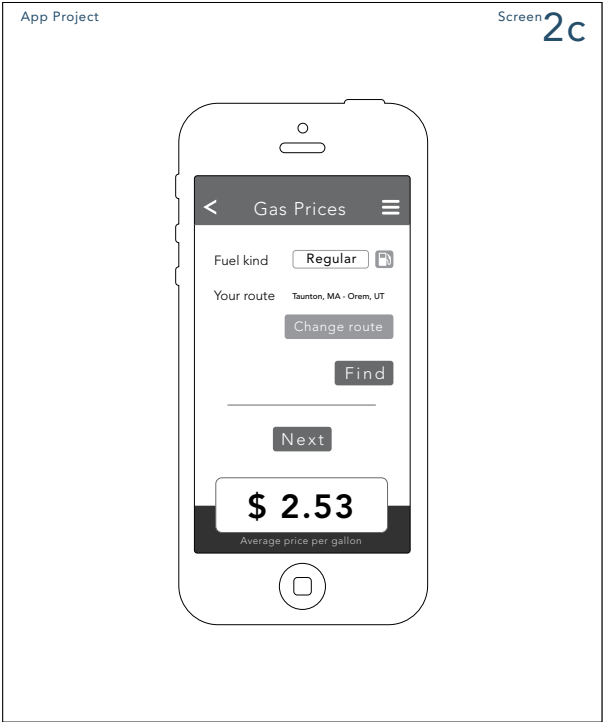 App Project
Screen 2c
< Gas Prices
Fuel kind Regular
Your route Taunton, MA - Orem, UT
Change route
Find
Next
$ 2.53
Average price per gallon